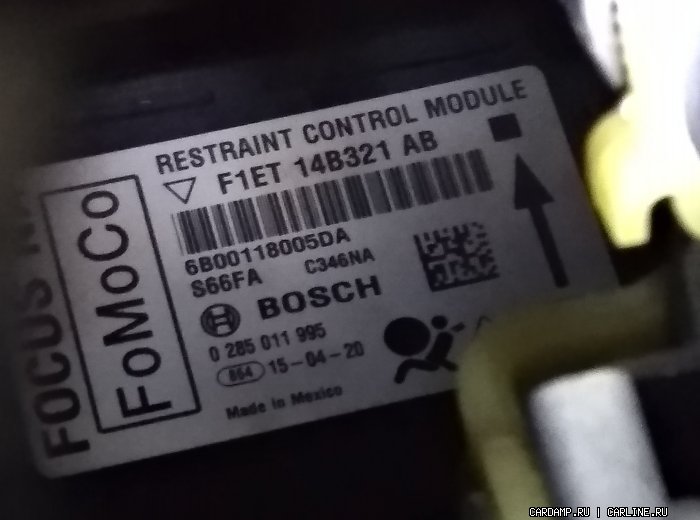 RESTRAINT CONTROL MODULE
F1ET 14B321 AB
6B00118005DA
S66FA C346NA
BOSCH
0 285 011 995
864 15-04-20
Made in Mexico
FoMoCo
FOCUS
CARDAMP.RU | CARLINE.RU